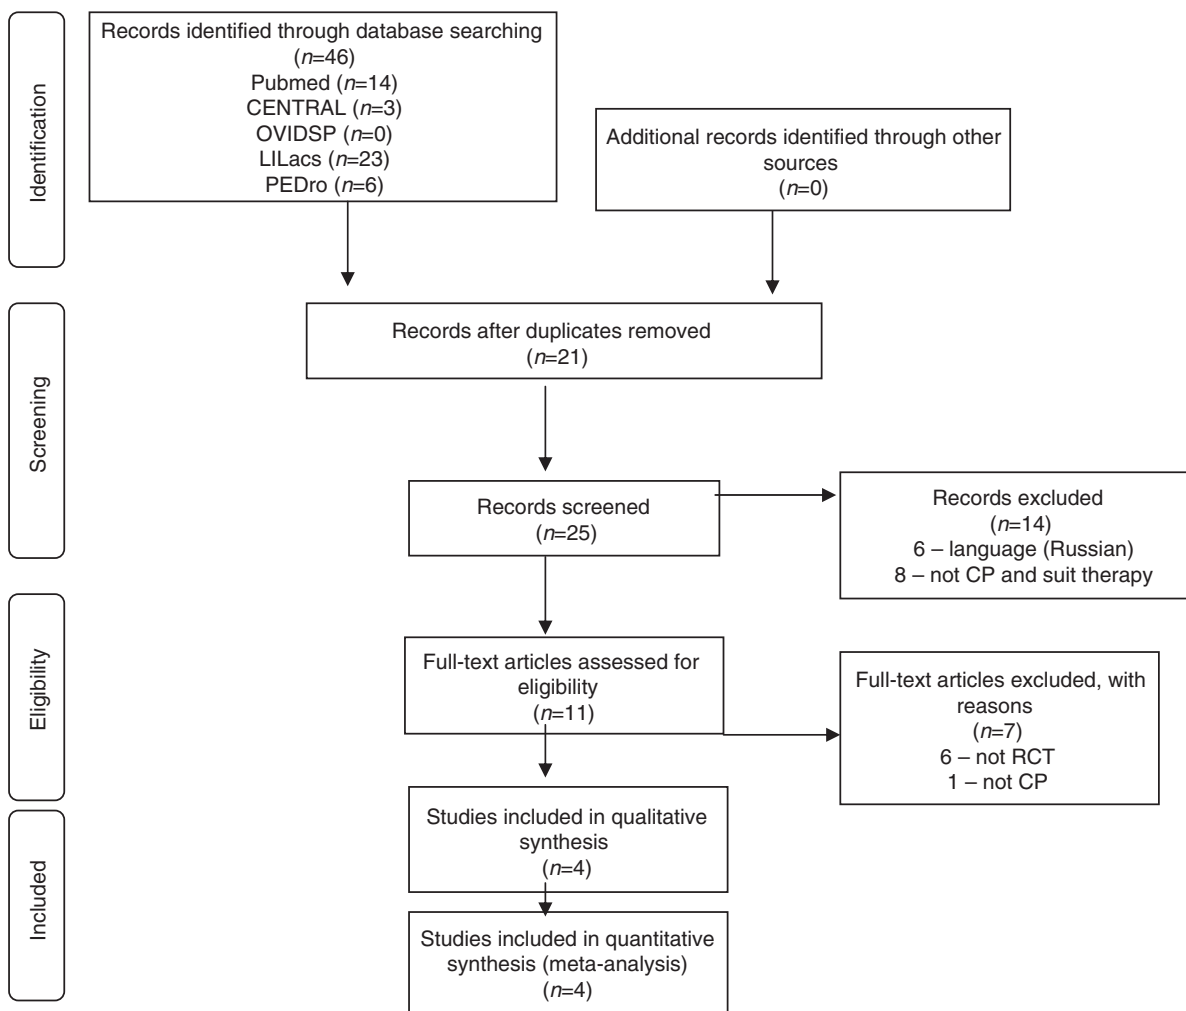 Identification
Records identified through database searching
(n=46)
Pubmed (n=14)
CENTRAL (n=3)
OVIDSP (n=0)
LILacs (n=23)
PEDro (n=6)
Additional records identified through other
sources
(n=0)
Screening
Records after duplicates removed
(n=21)
Records screened
(n=25)
Records excluded
(n=14)
6 – language (Russian)
8 – not CP and suit therapy
Eligibility
Full-text articles assessed for
eligibility
(n=11)
Full-text articles excluded, with
reasons
(n=7)
6 – not RCT
1 – not CP
Included
Studies included in qualitative
synthesis
(n=4)
Studies included in quantitative
synthesis (meta-analysis)
(n=4)